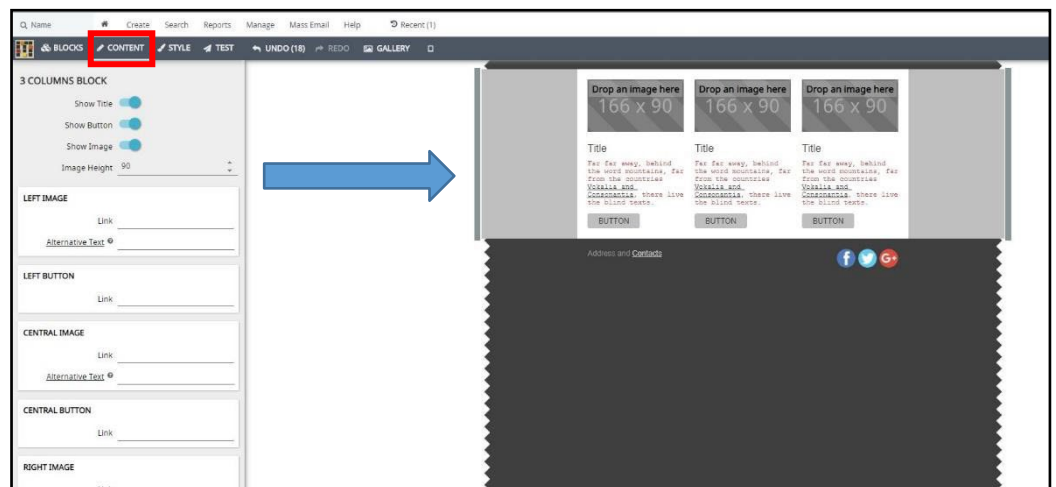 Name Create Search Reports Manage Mass Email Help Recent (1)
BLOCKS CONTENT STYLE TEST UNDO (18) REDO GALLERY
3 COLUMNS BLOCK
Show Title
Show Button
Show Image
Image Height 90
LEFT IMAGE
Link
Alternative Text
LEFT BUTTON
Link
CENTRAL IMAGE
Link
Alternative Text
CENTRAL BUTTON
Link
RIGHT IMAGE
Drop an image here Drop an image here Drop an image here
166 x 90 166 x 90 166 x 90
Title Title Title
Far far away, behind Far far away, behind Far far away, behind
the word mountains, far the word mountains, far the word mountains, far
from the countries from the countries from the countries
Vokalia and Vokalia and Vokalia and
Consonantia, there live Consonantia, there live Consonantia, there live
the blind texts. the blind texts. the blind texts.
BUTTON BUTTON BUTTON
Address and Contacts
f G+